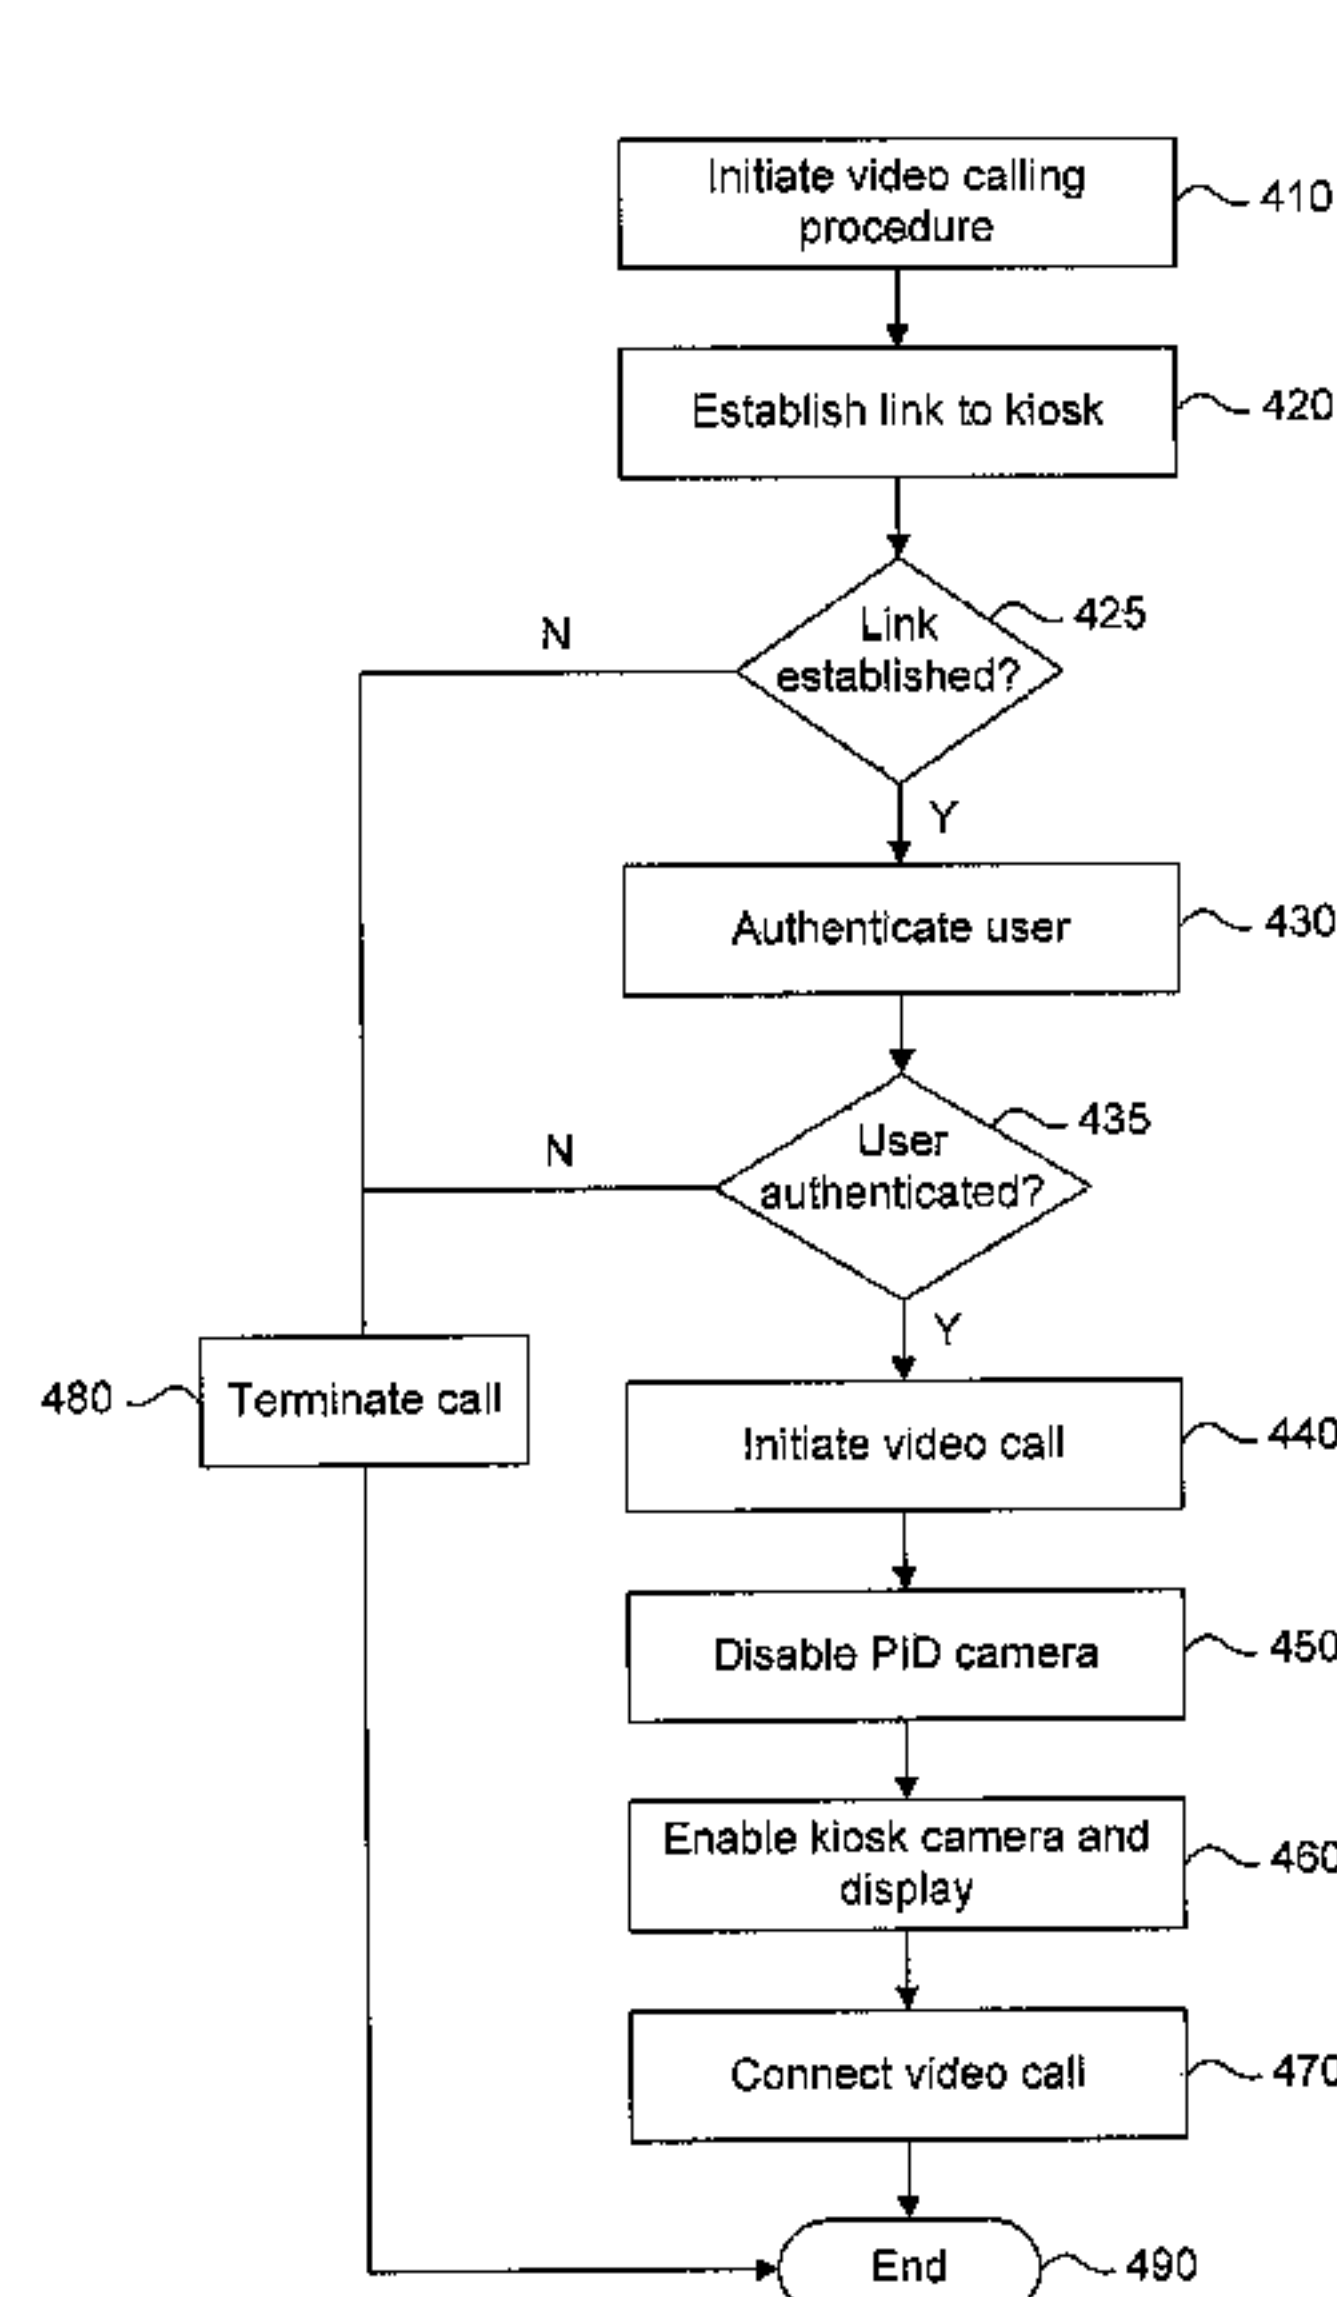 Initiate video calling
procedure
410
Establish link to kiosk
420
Link
established?
425
N
Y
Authenticate user
430
User
authenticated?
435
N
Y
480
Terminate call
Initiate video call
440
Disable PID camera
450
Enable kiosk camera and
display
460
Connect video call
470
End
490